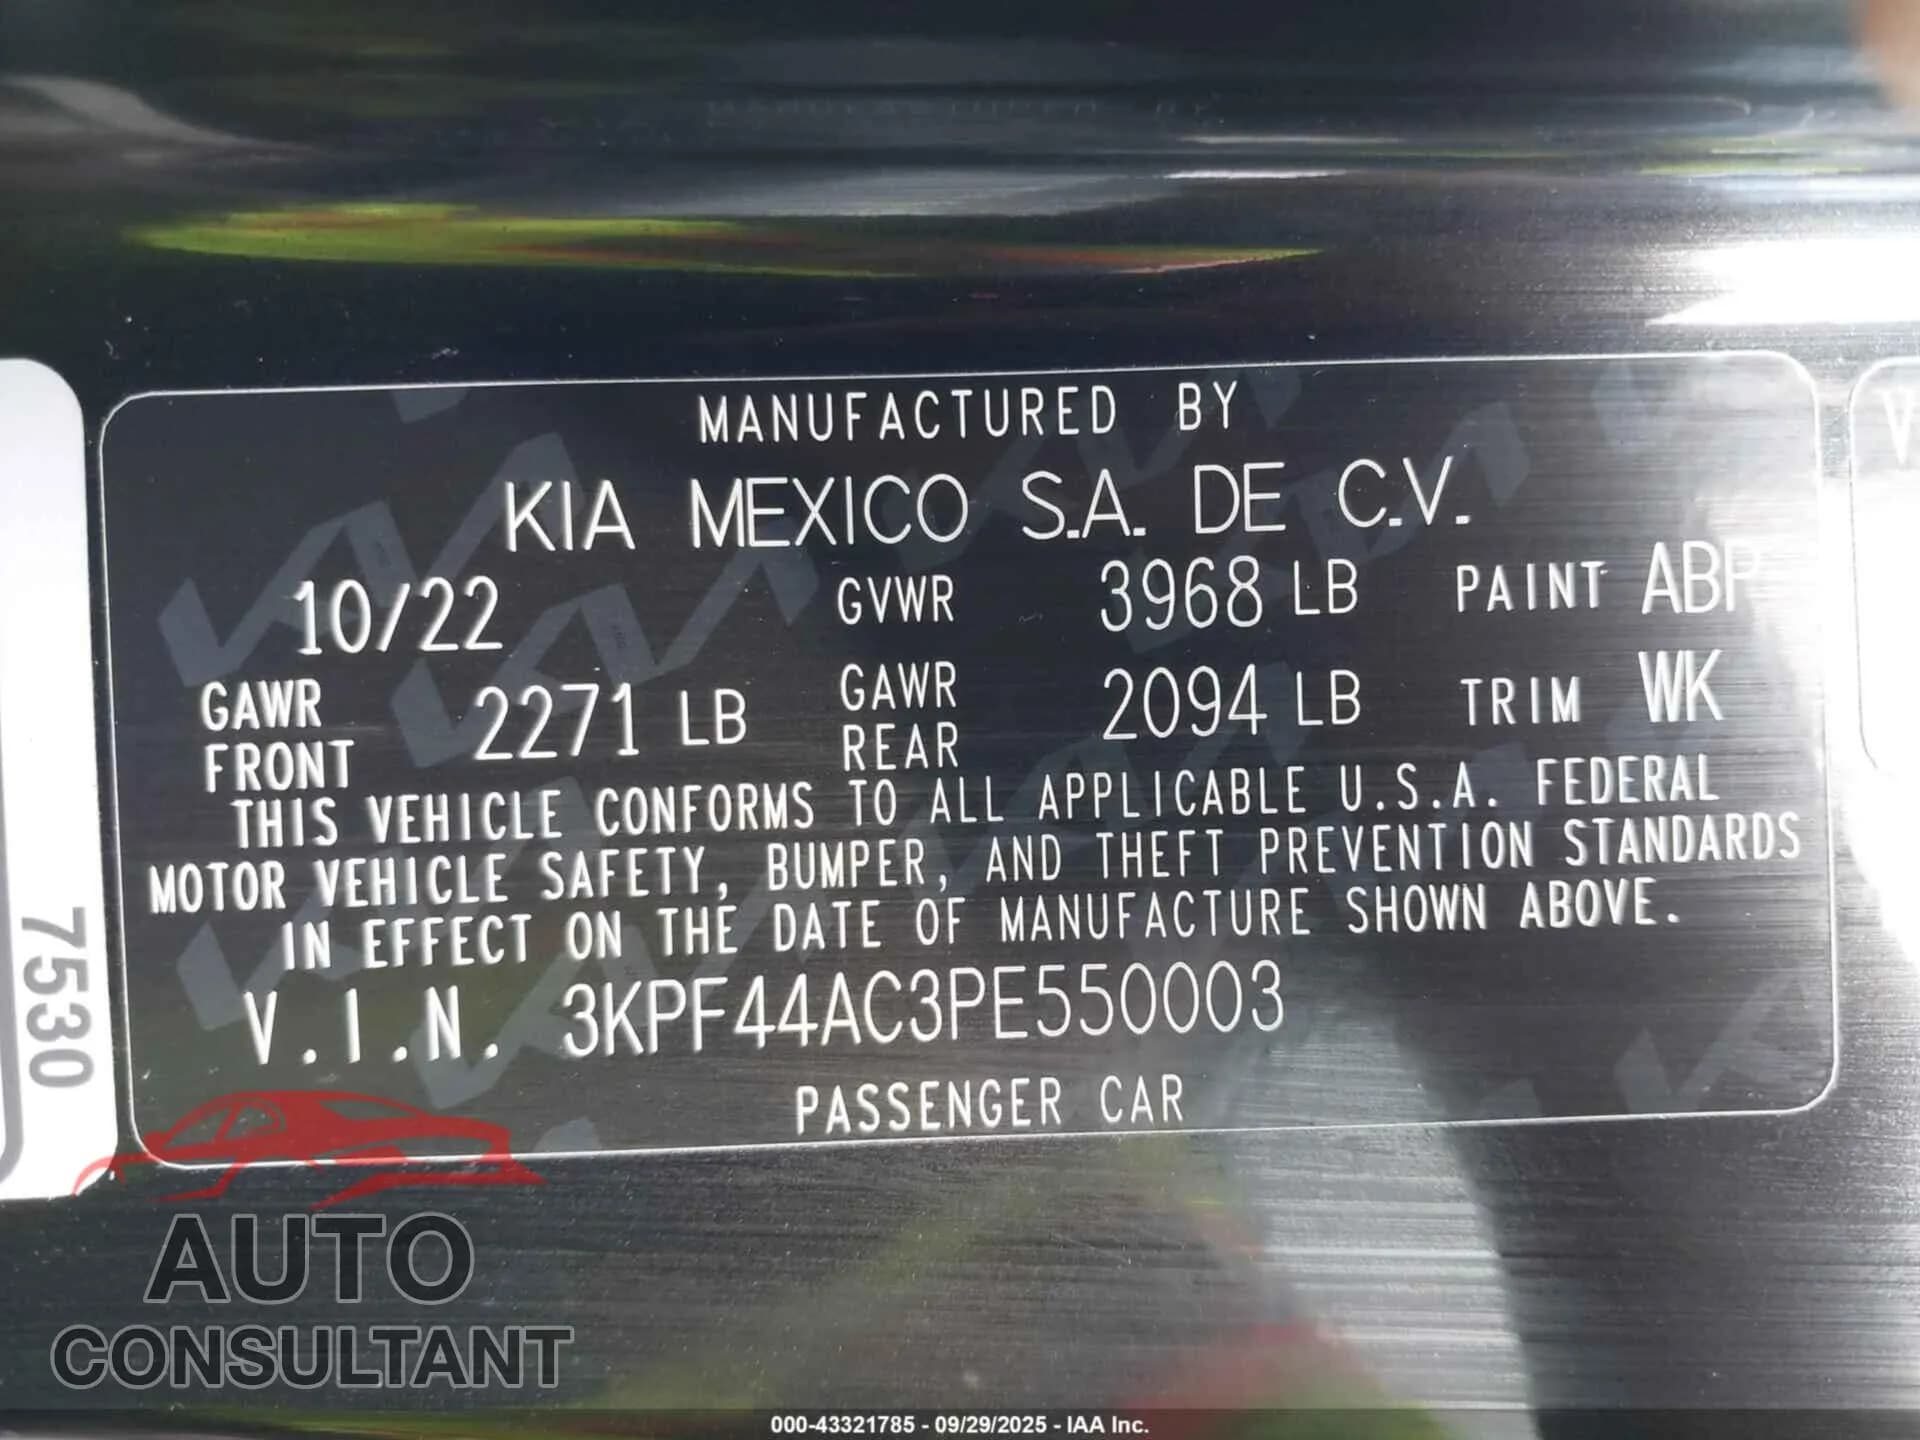 MANUFACTURED BY
KIA MEXICO S.A. DE C.V.
10/22 GVWR 3968 LB PAINT ABP
GAWR FRONT 2271 LB GAWR REAR 2094 LB TRIM WK
THIS VEHICLE CONFORMS TO ALL APPLICABLE U.S.A. FEDERAL
MOTOR VEHICLE SAFETY, BUMPER, AND THEFT PREVENTION STANDARDS
IN EFFECT ON THE DATE OF MANUFACTURE SHOWN ABOVE.
V.I.N. 3KPF44AC3PE550003
PASSENGER CAR
7530
AUTO
CONSULTANT
000-43321785 - 09/29/2025 - IAA Inc.